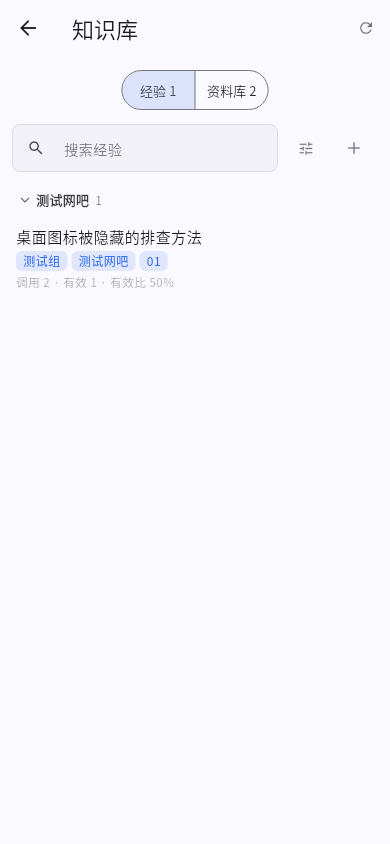 知识库
经验 1 资料库 2
搜索经验
测试网吧 1
桌面图标被隐藏的排查方法
测试组 测试网吧 01
调用 2 · 有效 1 · 有效比 50%